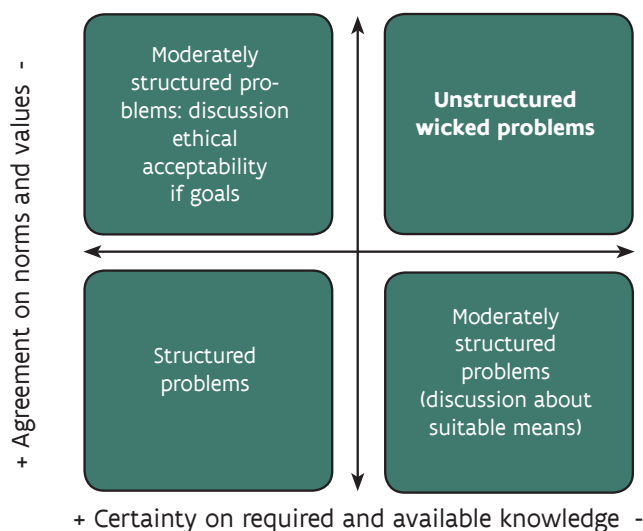 Moderately
structured pro-
blems: discussion
ethical
acceptability
if goals
Unstructured
wicked problems
Structured
problems
Moderately
structured
problems
(discussion about
suitable means)
+ Agreement on norms and values -
+ Certainty on required and available knowledge -